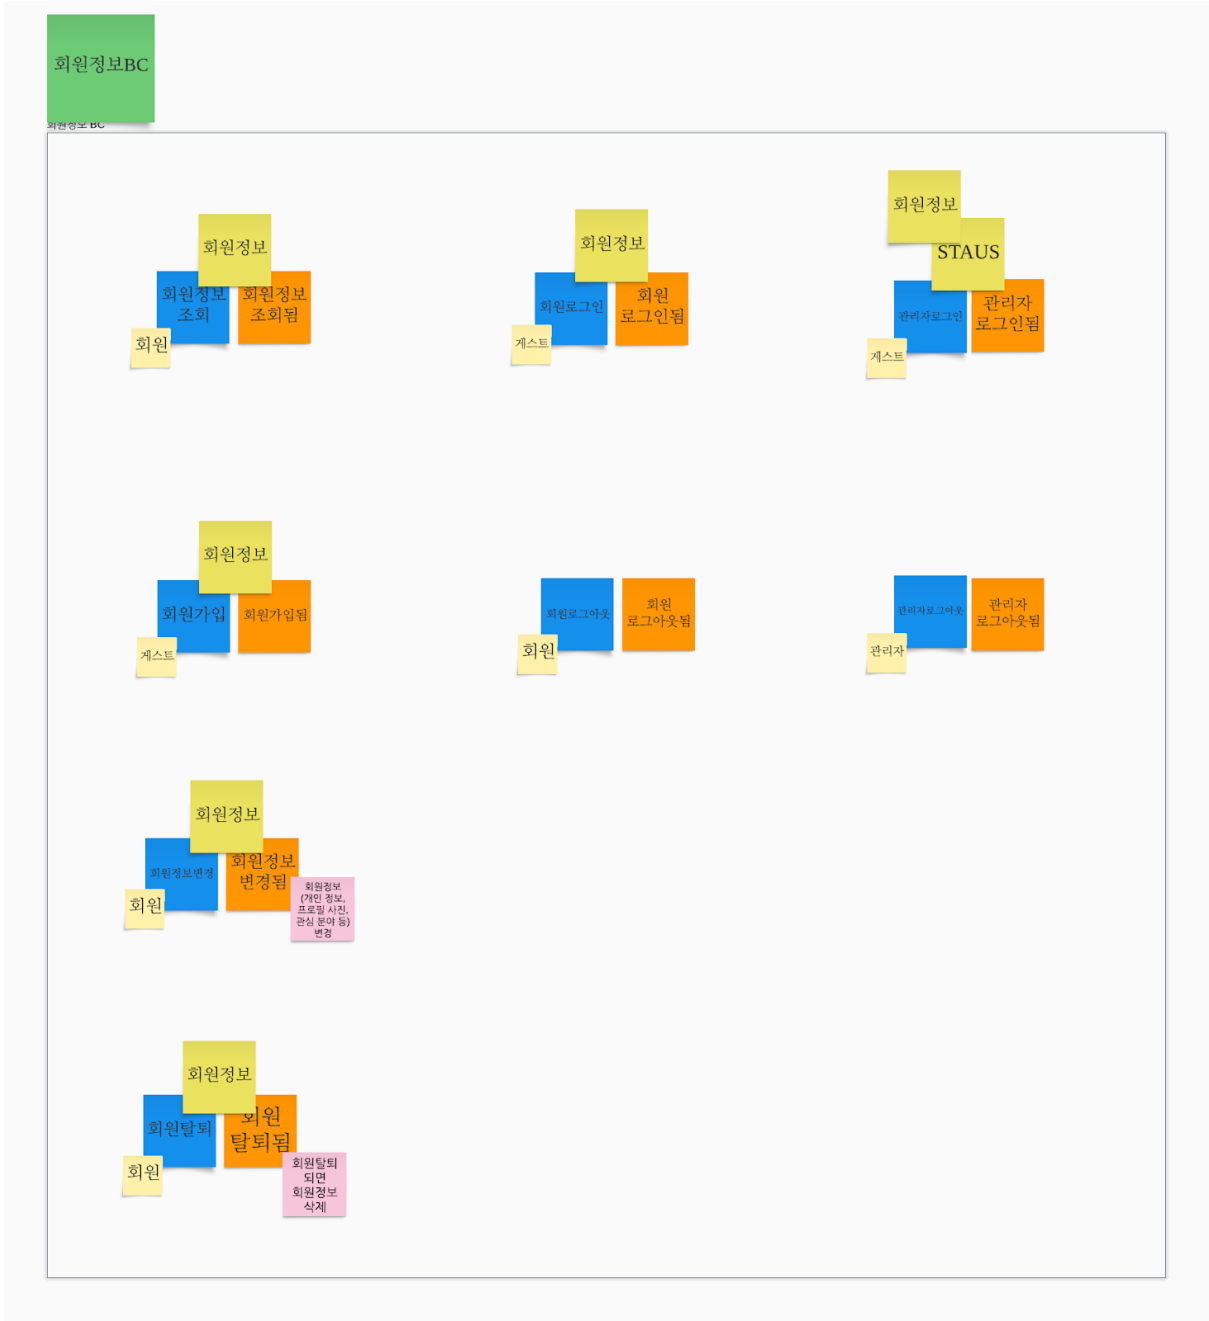 회원정보BC
회원정보 BC
회원정보
회원정보
조회
회원정보
조회됨
회원
회원정보
회원로그인
회원
로그인됨
게스트
회원정보
STAUS
관리자로그인
관리자
로그인됨
게스트
회원정보
회원가입
회원가입됨
게스트
회원로그아웃
회원
로그아웃됨
회원
관리자로그아웃
관리자
로그아웃됨
관리자
회원정보
회원정보변경
회원정보
변경됨
회원
회원정보
(개인 정보,
프로필 사진,
관심 분야 등)
변경
회원정보
회원탈퇴
회원
탈퇴됨
회원
회원탈퇴
되면
회원정보
삭제